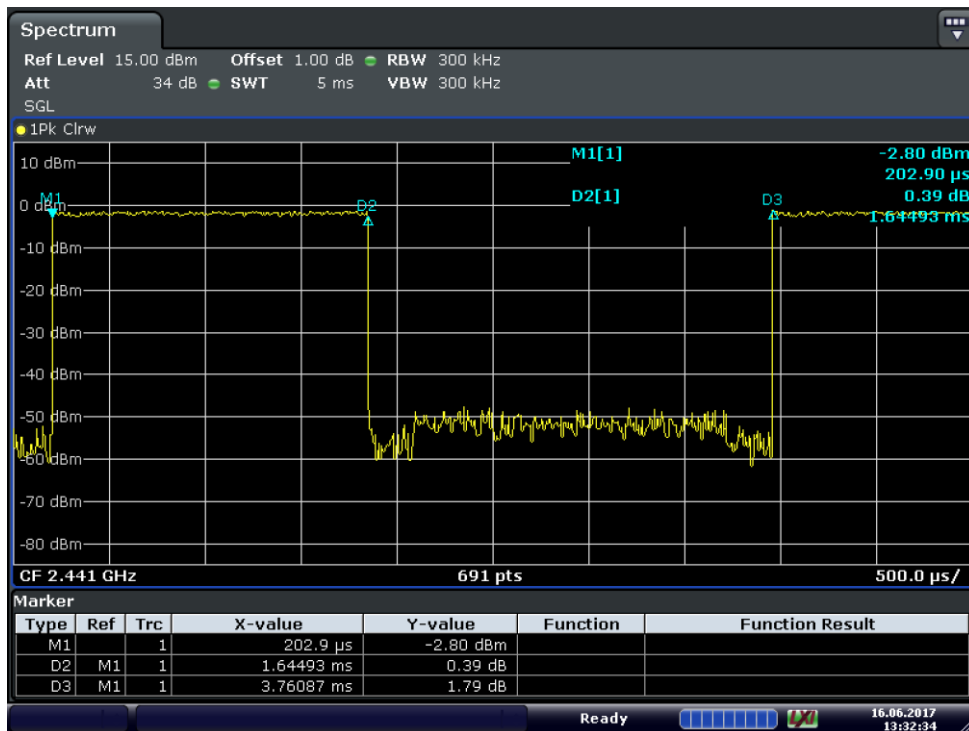 Spectrum
Ref Level 15.00 dBm Offset 1.00 dB RBW 300 kHz
Att 34 dB SWT 5 ms VBW 300 kHz
SGL
1Pk Clrw
M1[1] -2.80 dBm
202.90 µs
D2[1] 0.39 dB
1.64493 ms
10 dBm
M1
D2
D3
0 dBm
-10 dBm
-20 dBm
-30 dBm
-40 dBm
-50 dBm
-60 dBm
-70 dBm
-80 dBm
CF 2.441 GHz 691 pts 500.0 µs/
Marker
Type Ref Trc X-value Y-value Function Function Result
M1 1 202.9 µs -2.80 dBm
D2 M1 1 1.64493 ms 0.39 dB
D3 M1 1 3.76087 ms 1.79 dB
Ready LXI 16.06.2017
13:32:34